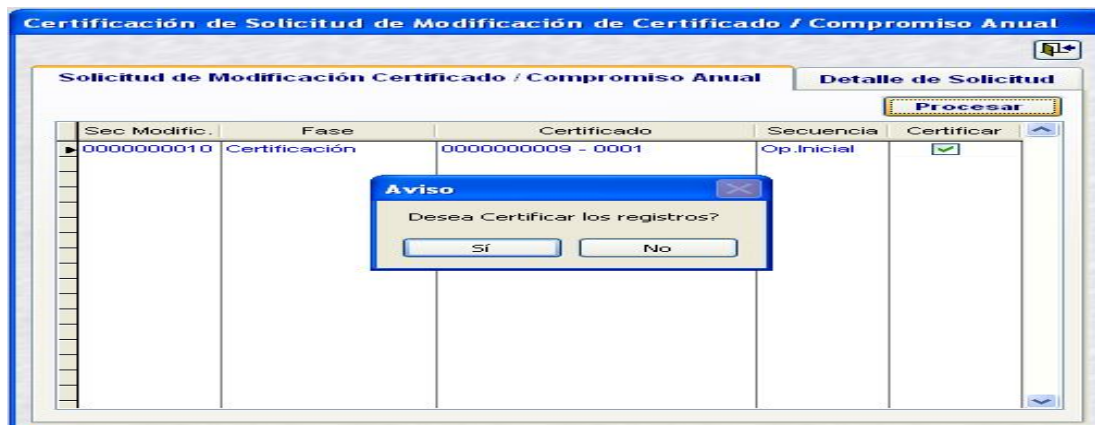 Certificación de Solicitud de Modificación de Certificado / Compromiso Anual
Solicitud de Modificación Certificado / Compromiso Anual Detalle de Solicitud
Procesar
Sec Modific. Fase Certificado Secuencia Certificar
0000000010 Certificación 0000000009 - 0001 Op.Inicial
Aviso
Desea Certificar los registros?
Sí No